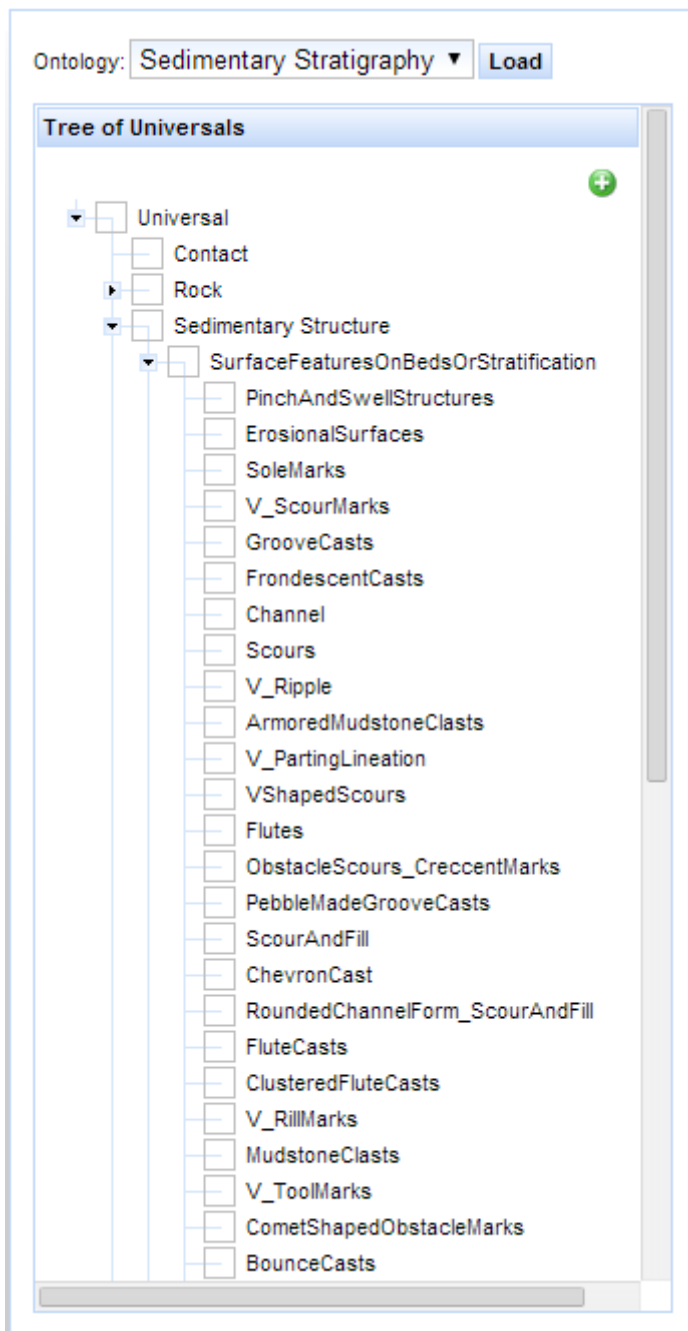 Ontology: Sedimentary Stratigraphy Load
Tree of Universals
Universal
Contact
Rock
Sedimentary Structure
SurfaceFeaturesOnBedsOrStratification
PinchAndSwellStructures
ErosionalSurfaces
SoleMarks
V_ScourMarks
GrooveCasts
FrondescentCasts
Channel
Scours
V_Ripple
ArmoredMudstoneClasts
V_PartingLineation
VShapedScours
Flutes
ObstacleScours_CreccentMarks
PebbleMadeGrooveCasts
ScourAndFill
ChevronCast
RoundedChannelForm_ScourAndFill
FluteCasts
ClusteredFluteCasts
V_RillMarks
MudstoneClasts
V_ToolMarks
CometShapedObstacleMarks
BounceCasts